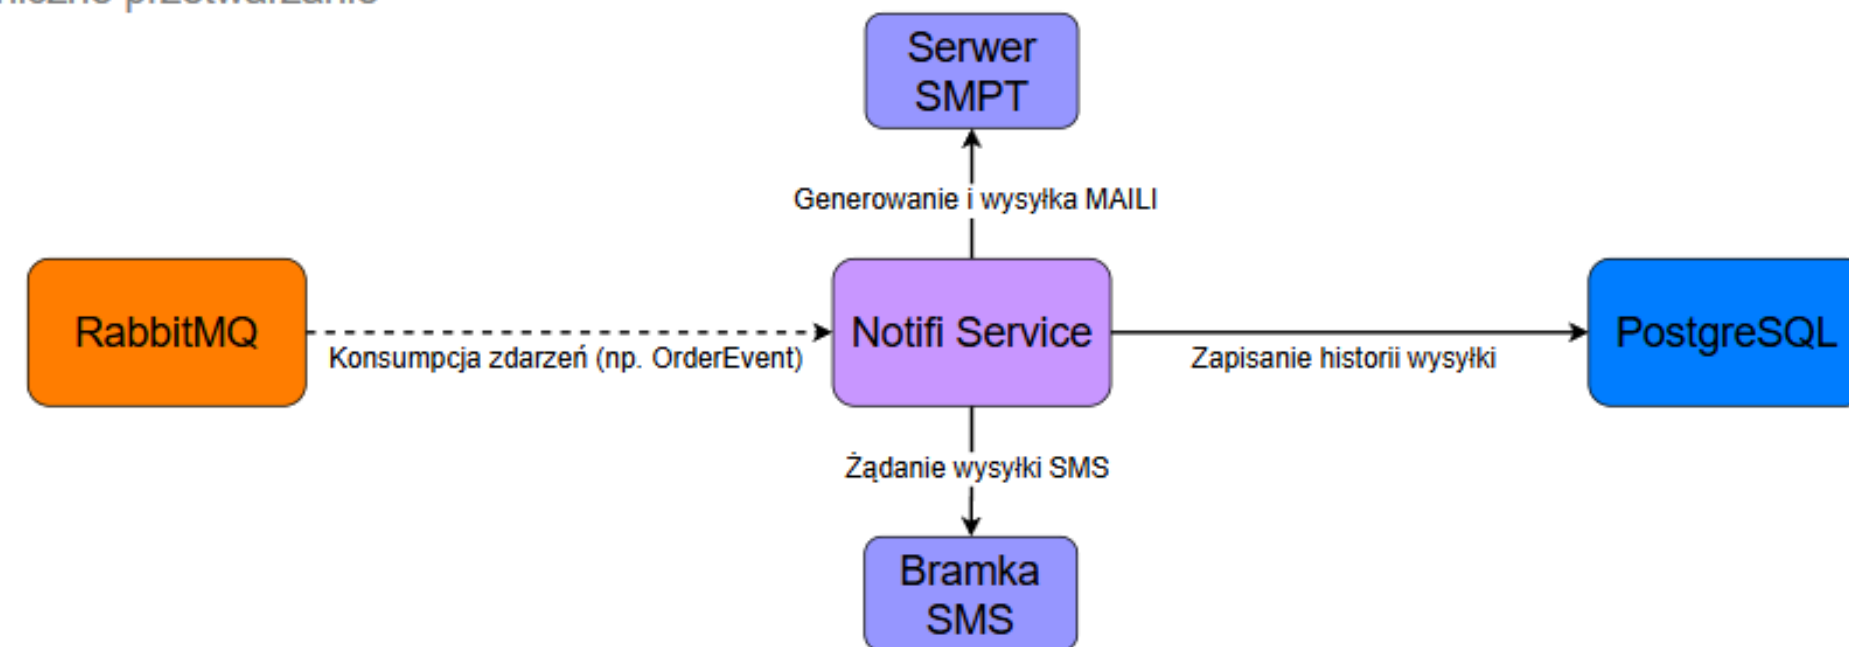 przetwarzanie
Serwer
SMPT
Generowanie i wysyłka MAILI
RabbitMQ
Notifi Service
PostgreSQL
Konsumpcja zdarzeń (np. OrderEvent)
Zapisanie historii wysyłki
Żądanie wysyłki SMS
Bramka
SMS